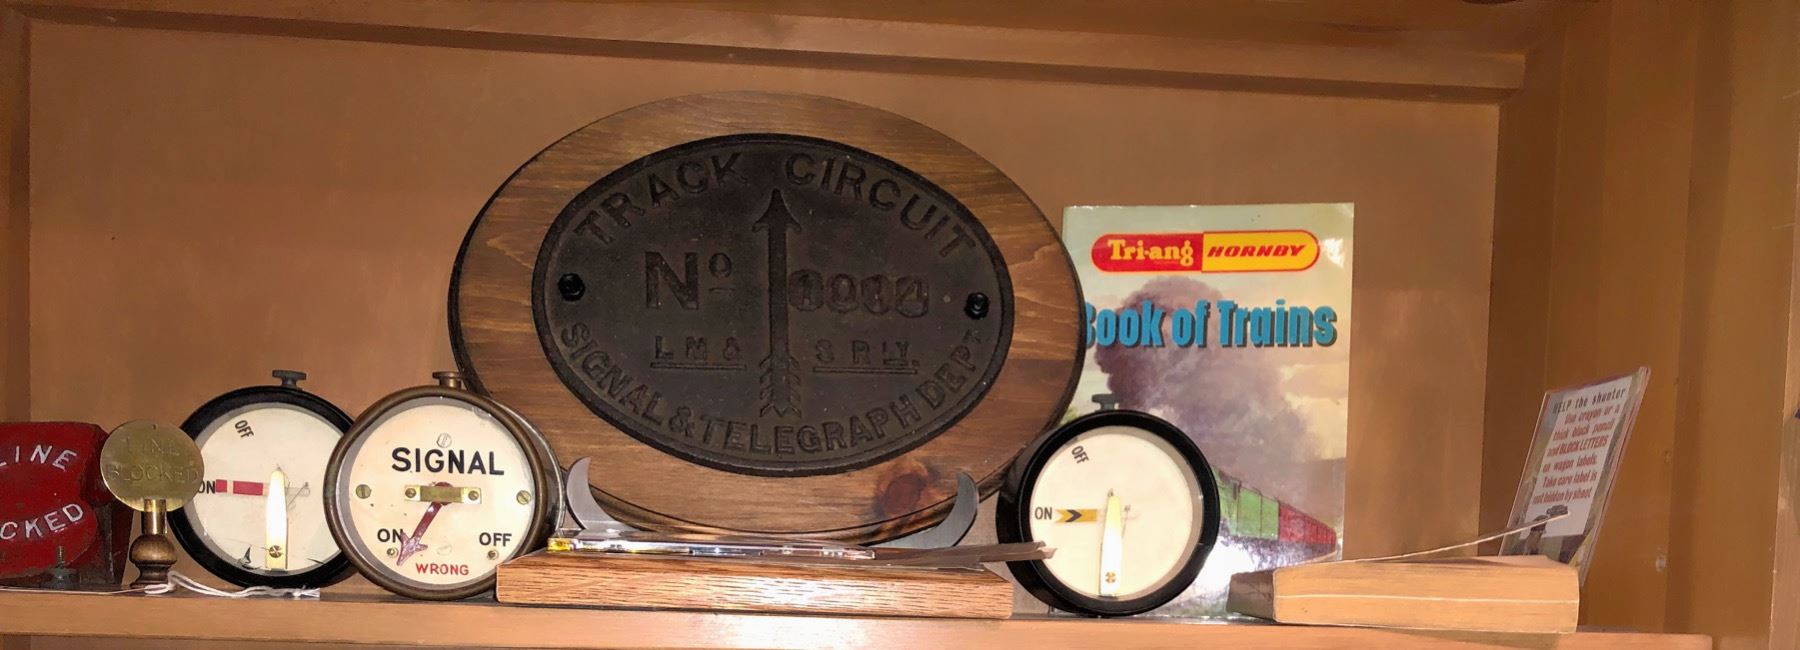 LINE
CKED
LINE
BLOCKED
OFF
ON
SIGNAL
ON
OFF
WRONG
TRACK CIRCUIT
Nº
L M & S RLY.
SIGNAL & TELEGRAPH DEPT
Tri-ang HORNBY
Book of Trains
OFF
ON
HELP the shunter
Use crayon or a
thick black pencil
and BLOCK LETTERS
on wagon labels.
Take care label is
not hidden by sheet